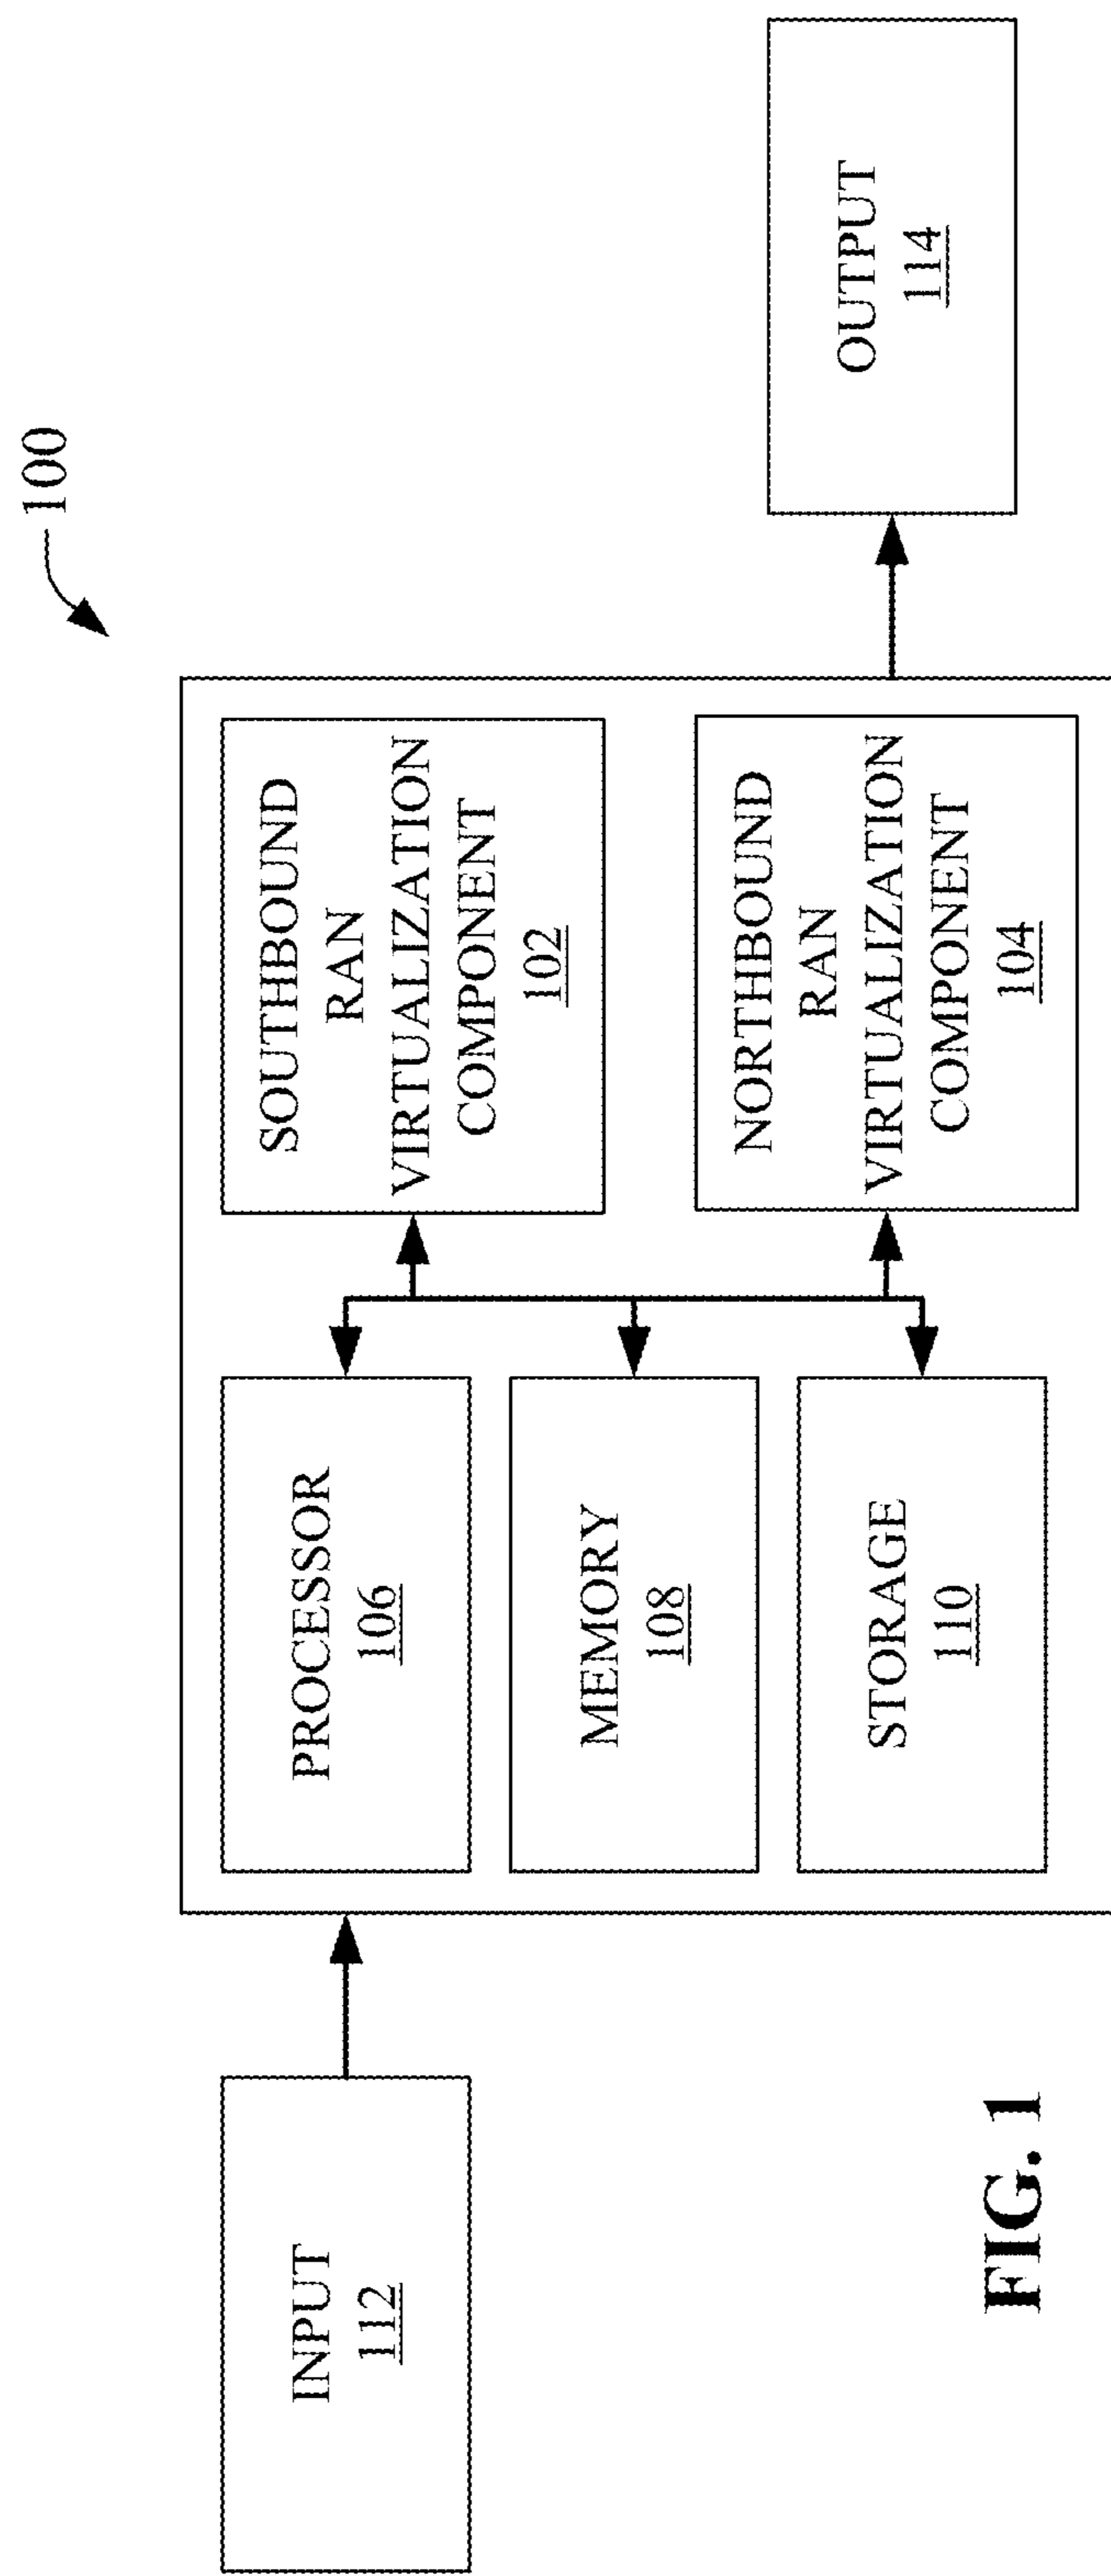 100
INPUT
112
PROCESSOR
106
MEMORY
108
STORAGE
110
SOUTHBOUND
RAN
VIRTUALIZATION
COMPONENT
102
NORTHBOUND
RAN
VIRTUALIZATION
COMPONENT
104
OUTPUT
114
FIG. 1